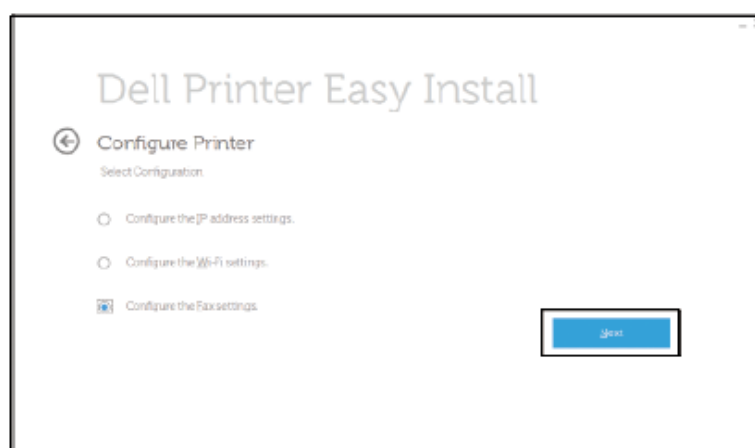 Dell Printer Easy Install
Configure Printer
Select Configuration
Configure the IP address settings.
Configure the Wi-Fi settings.
Configure the Fax settings.
Next